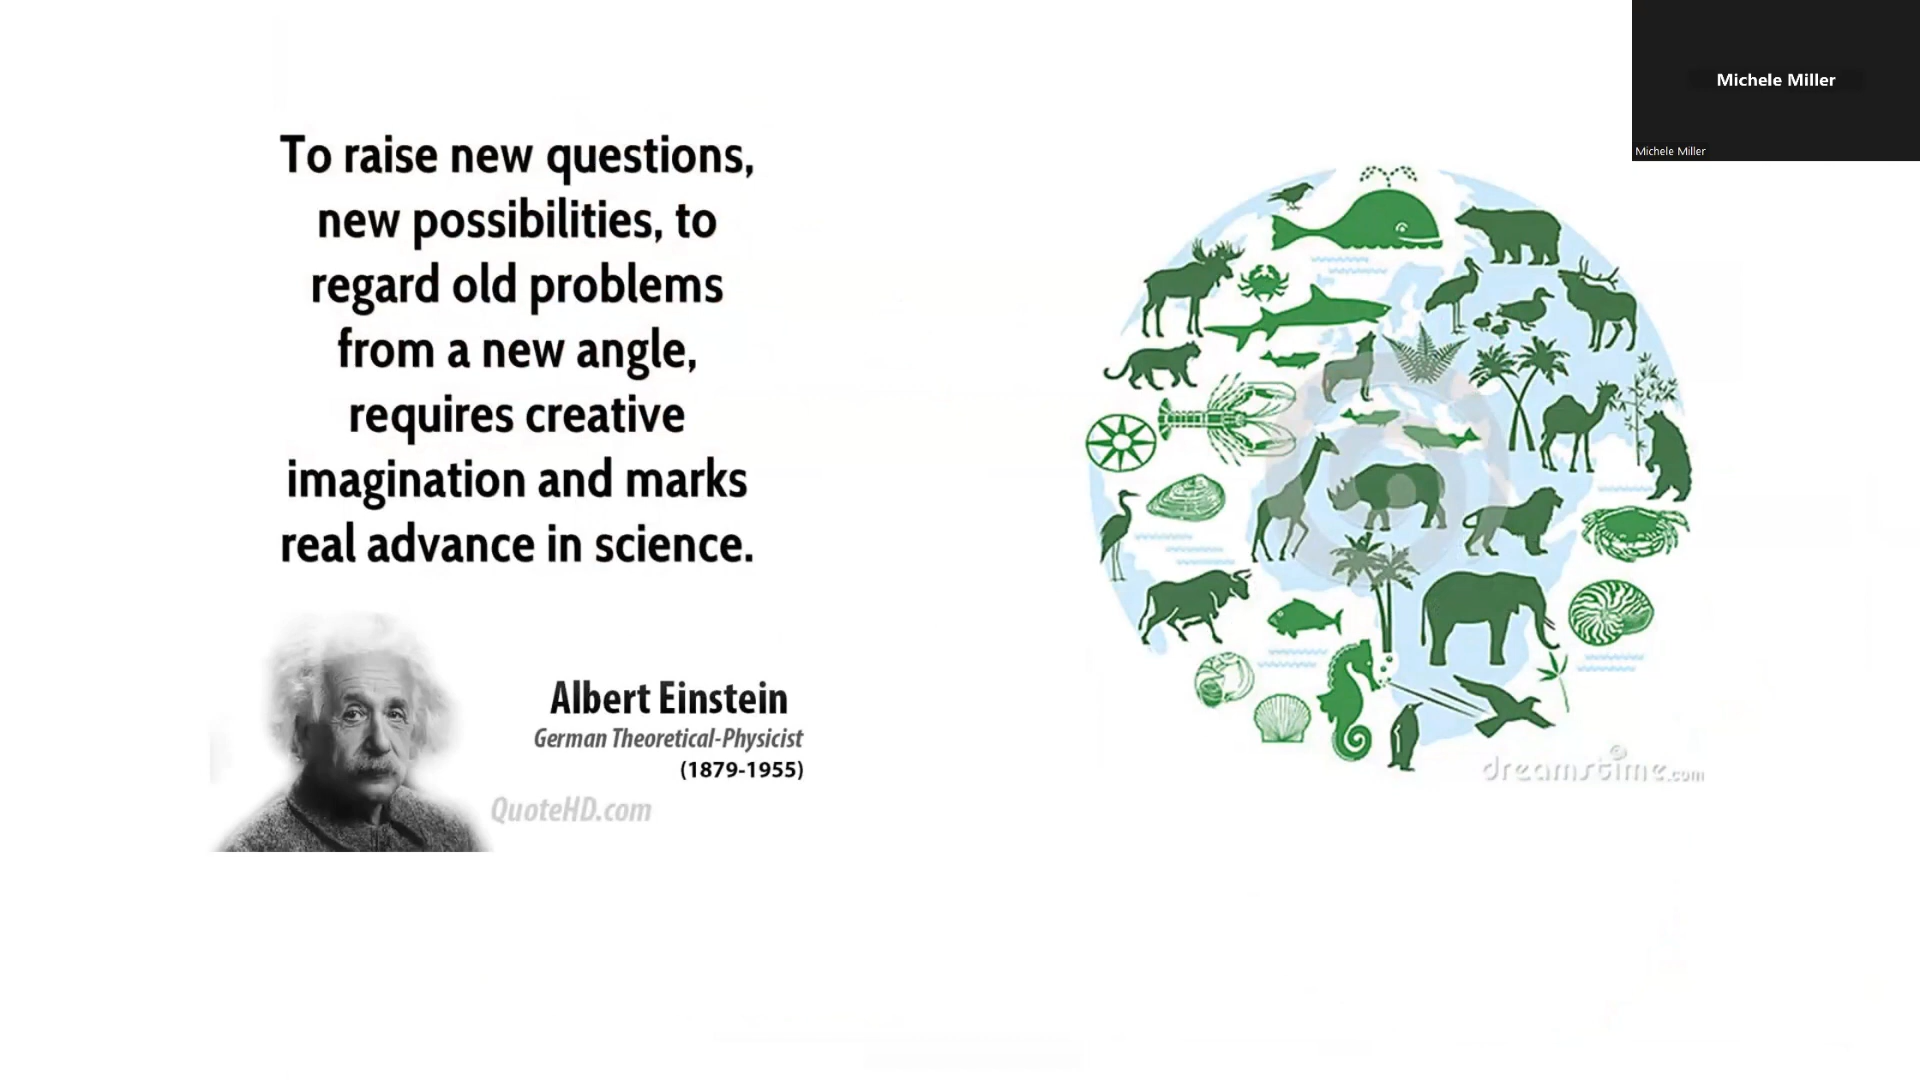 To raise new questions,
new possibilities, to
regard old problems
from a new angle,
requires creative
imagination and marks
real advance in science.
Albert Einstein
German Theoretical-Physicist
(1879-1955)
QuoteHD.com
dreamstime.com
Michele Miller
Michele Miller